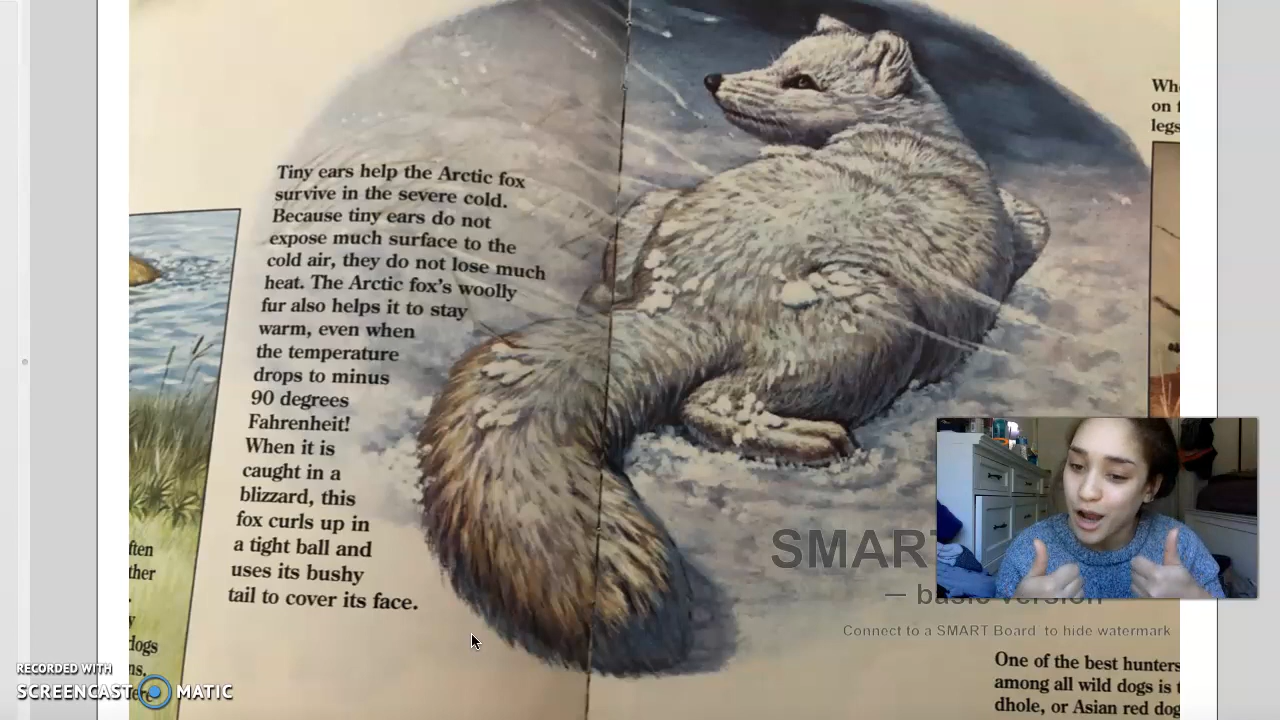 Tiny ears help the Arctic fox
survive in the severe cold.
Because tiny ears do not
expose much surface to the
cold air, they do not lose much
heat. The Arctic fox's woolly
fur also helps it to stay
warm, even when
the temperature
drops to minus
90 degrees
Fahrenheit!
When it is
caught in a
blizzard, this
fox curls up in
a tight ball and
uses its bushy
tail to cover its face.
on
legs
SMART
Connect to a SMART Board to hide watermark
One of the best hunters
among all wild dogs is
dhole, or Asian red dog
RECORDED WITH
SCREENCAST MATIC